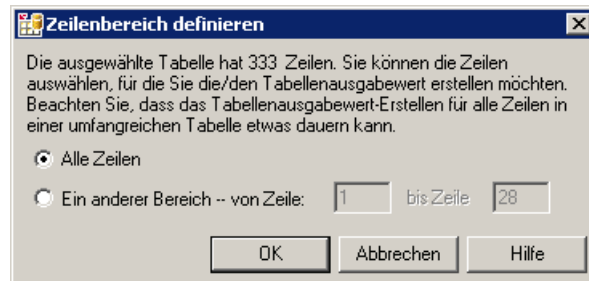 Zeilenbereich definieren
Die ausgewählte Tabelle hat 333 Zeilen. Sie können die Zeilen
auswählen, für die Sie die/den Tabellenausgabewert erstellen möchten.
Beachten Sie, dass das Tabellenausgabewert-Erstellen für alle Zeilen in
einer umfangreichen Tabelle etwas dauern kann.
Alle Zeilen
Ein anderer Bereich -- von Zeile: 1 bis Zeile 28
OK Abbrechen Hilfe